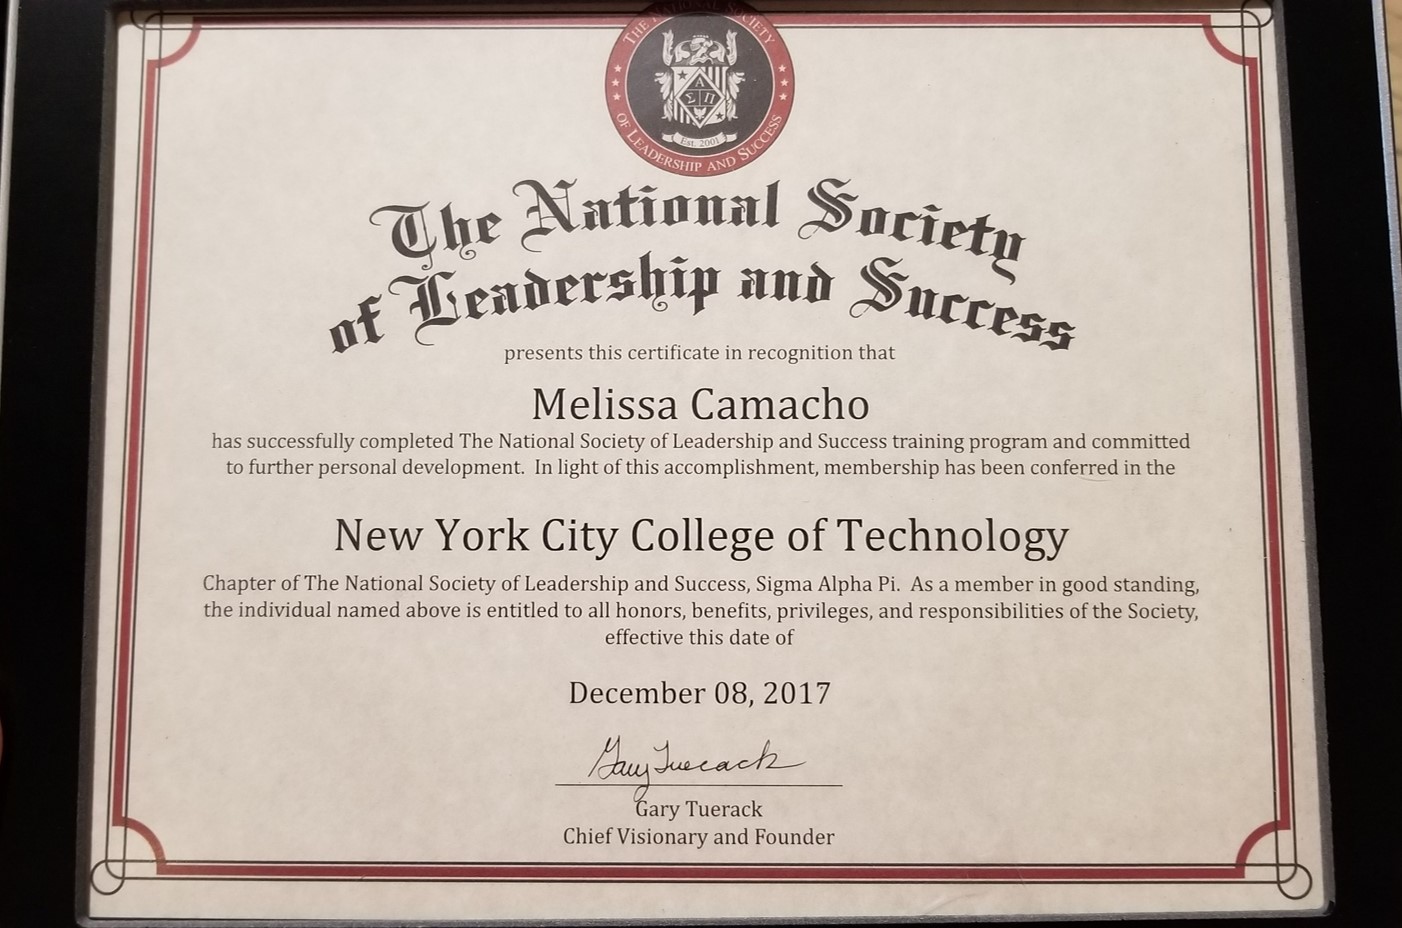 THE NATIONAL SOCIETY
OF LEADERSHIP AND SUCCESS
Α
Σ Π
Est. 2001
The National Society
of Leadership and Success
presents this certificate in recognition that
Melissa Camacho
has successfully completed The National Society of Leadership and Success training program and committed
to further personal development.  In light of this accomplishment, membership has been conferred in the
New York City College of Technology
Chapter of The National Society of Leadership and Success, Sigma Alpha Pi.  As a member in good standing,
the individual named above is entitled to all honors, benefits, privileges, and responsibilities of the Society,
effective this date of
December 08, 2017
Gary Tuerack
Gary Tuerack
Chief Visionary and Founder